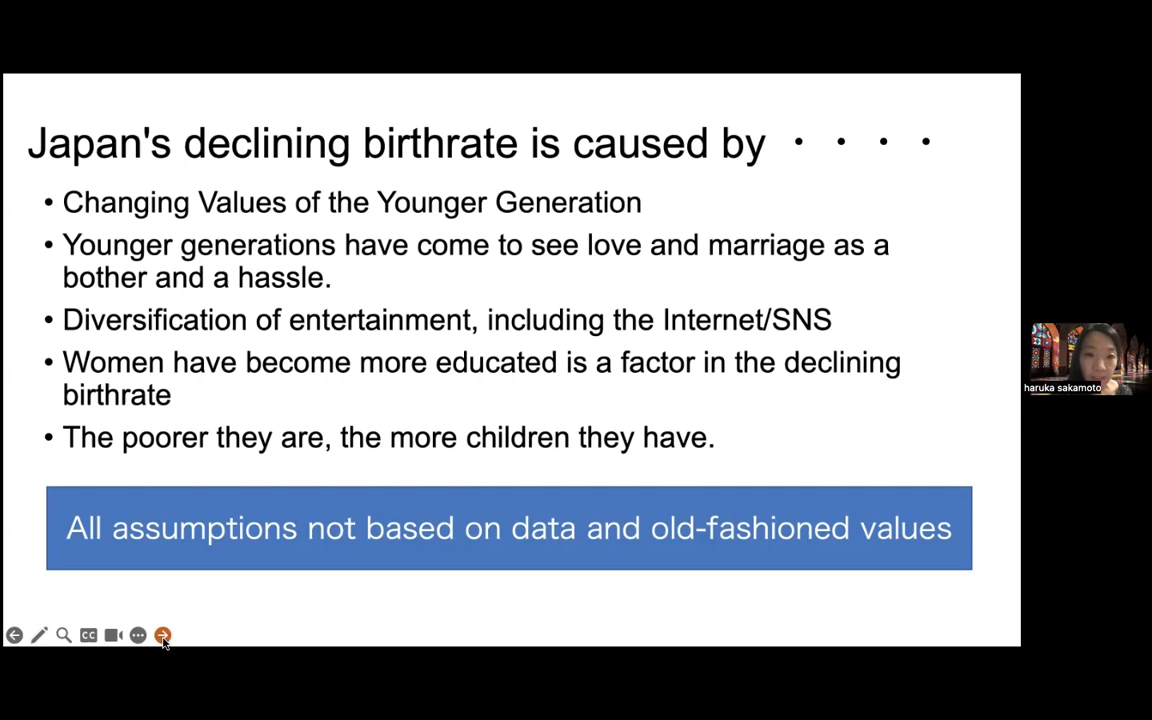 Japan's declining birthrate is caused by ・・・・
• Changing Values of the Younger Generation
• Younger generations have come to see love and marriage as a
bother and a hassle.
• Diversification of entertainment, including the Internet/SNS
• Women have become more educated is a factor in the declining
birthrate
• The poorer they are, the more children they have.
haruka sakamoto
All assumptions not based on data and old-fashioned values
CC